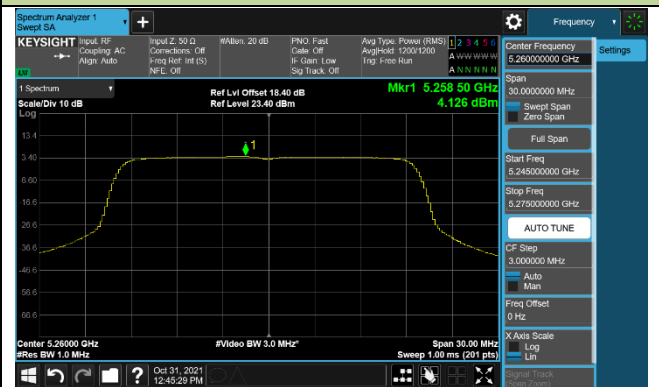 Spectrum Analyzer 1
Swept SA
Frequency
KEYSIGHT
Input: RF
Coupling: AC
Align: Auto
Input Z: 50 Ω
Corrections: Off
Freq Ref: Int (S)
NFE: Off
#Atten: 20 dB
PNO: Fast
Gate: Off
IF Gain: Low
Sig Track: Off
Avg Type: Power (RMS)
Avg|Hold: 1200/1200
Trig: Free Run
1 2 3 4 5 6
A W W W W W
A N N N N N
LW
1 Spectrum
Scale/Div 10 dB
Log
Ref Lvl Offset 18.40 dB
Ref Level 23.40 dBm
Mkr1 5.258 50 GHz
4.126 dBm
1
13.4
3.40
-6.60
-16.6
-26.6
-36.6
-46.6
-56.6
-66.6
Center 5.26000 GHz
#Res BW 1.0 MHz
#Video BW 3.0 MHz*
Span 30.00 MHz
Sweep 1.00 ms (201 pts)
Oct 31, 2021
12:45:29 PM
Center Frequency
5.260000000 GHz
Settings
Span
30.0000000 MHz
Swept Span
Zero Span
Full Span
Start Freq
5.245000000 GHz
Stop Freq
5.275000000 GHz
AUTO TUNE
CF Step
3.000000 MHz
Auto
Man
Freq Offset
0 Hz
X Axis Scale
Log
Lin
Signal Track
(Span Zoom)